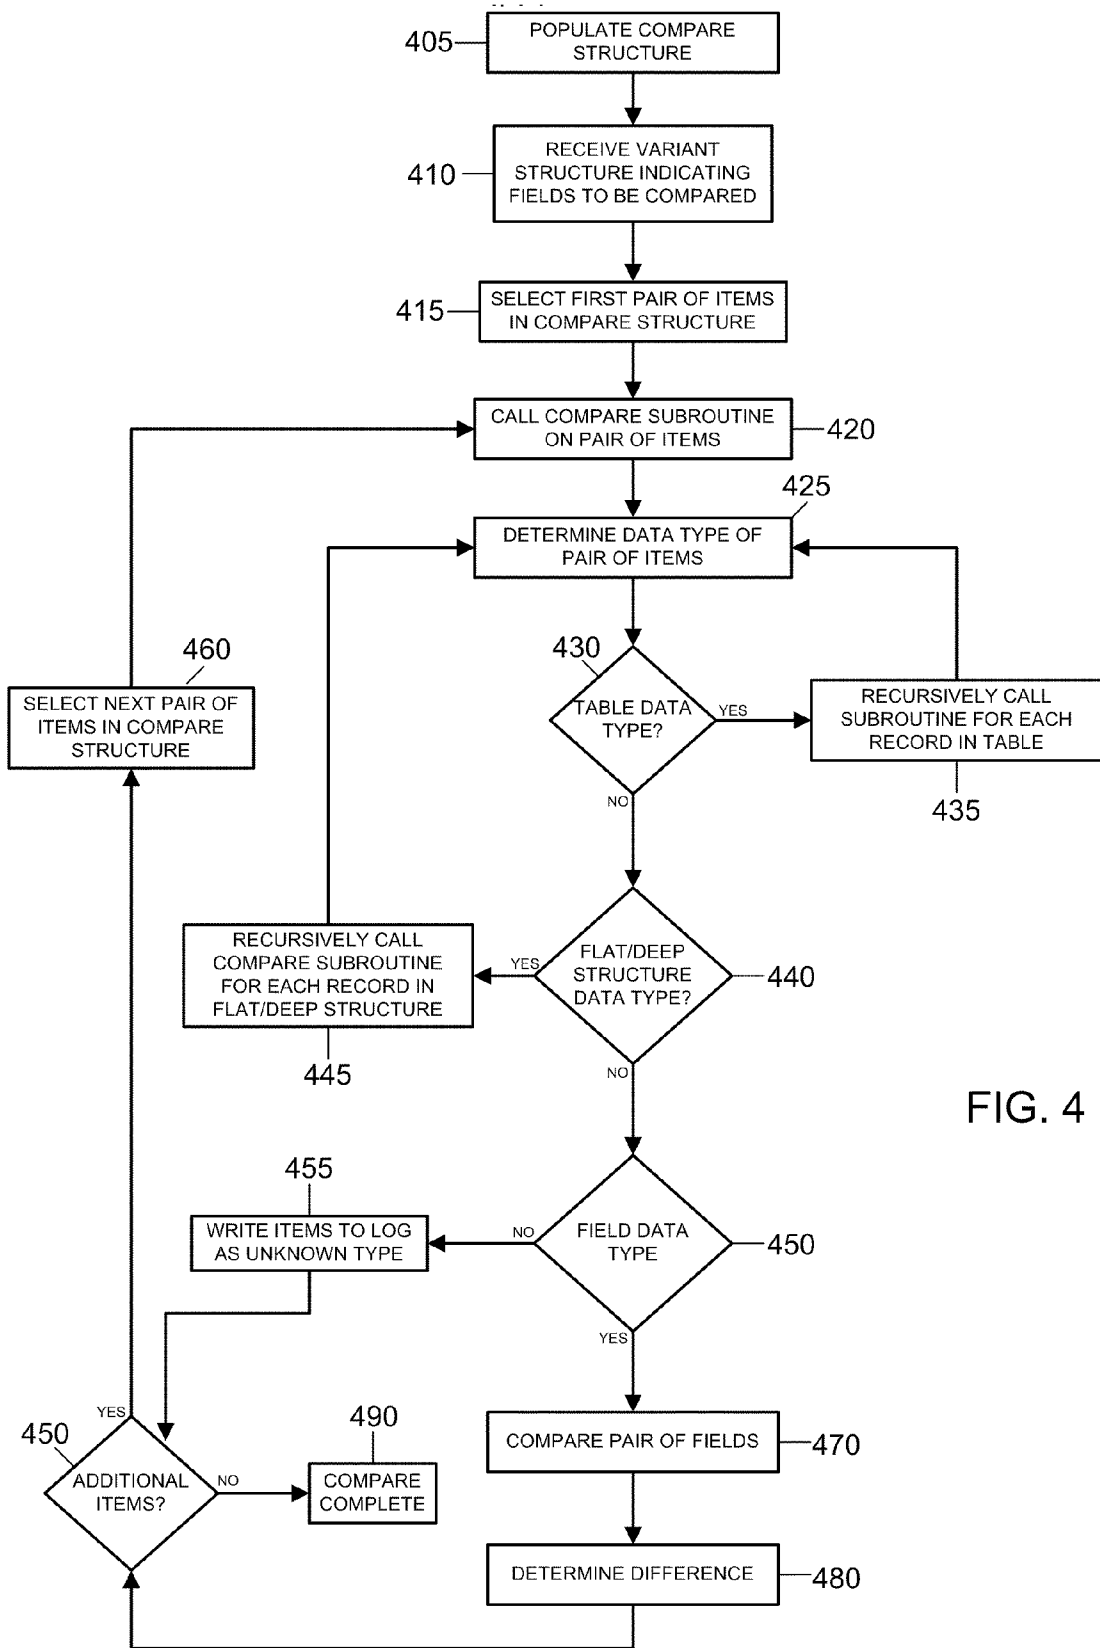 405
POPULATE COMPARE
STRUCTURE
410
RECEIVE VARIANT
STRUCTURE INDICATING
FIELDS TO BE COMPARED
415
SELECT FIRST PAIR OF ITEMS
IN COMPARE STRUCTURE
CALL COMPARE SUBROUTINE
ON PAIR OF ITEMS
420
425
DETERMINE DATA TYPE OF
PAIR OF ITEMS
460
SELECT NEXT PAIR OF
ITEMS IN COMPARE
STRUCTURE
430
TABLE DATA
TYPE?
YES
NO
RECURSIVELY CALL
SUBROUTINE FOR EACH
RECORD IN TABLE
435
RECURSIVELY CALL
COMPARE SUBROUTINE
FOR EACH RECORD IN
FLAT/DEEP STRUCTURE
445
YES
FLAT/DEEP
STRUCTURE
DATA TYPE?
440
NO
FIG. 4
455
WRITE ITEMS TO LOG
AS UNKNOWN TYPE
NO
FIELD DATA
TYPE
450
YES
YES
450
ADDITIONAL
ITEMS?
NO
490
COMPARE
COMPLETE
COMPARE PAIR OF FIELDS
470
DETERMINE DIFFERENCE
480